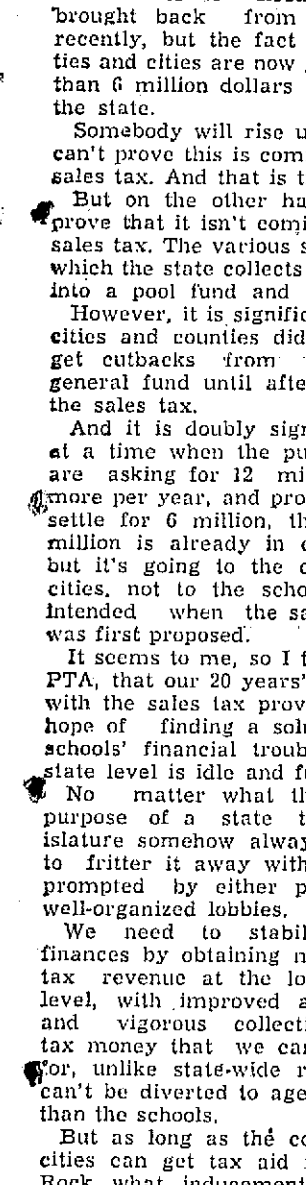 brought back from
recently, but the fact
ties and cities are now
than 6 million dollars
the state.
Somebody will rise u
can't prove this is com
sales tax. And that is t
But on the other ha
prove that it isn't comi
sales tax. The various s
which the state collects
into a pool fund and
However, it is signific
cities and counties did
get cutbacks from
general fund until afte
the sales tax.
And it is doubly sign
at a time when the pu
are asking for 12 mi
more per year, and pro
settle for 6 million, th
million is already in
but it's going to the c
cities, not to the scho
intended when the sa
was first proposed.
It seems to me, so I t
PTA, that our 20 years'
with the sales tax prov
hope of finding a solu
schools' financial troub
state level is idle and f
No matter what th
purpose of a state t
islature somehow alway
to fritter it away with
prompted by either p
well-organized lobbies.
We need to stabil
finances by obtaining n
tax revenue at the lo
level, with improved a
and vigorous collecti
tax money that we ca
for, unlike state-wide r
can't be diverted to age
than the schools.
But as long as the co
cities can get tax aid
Rock what inducement